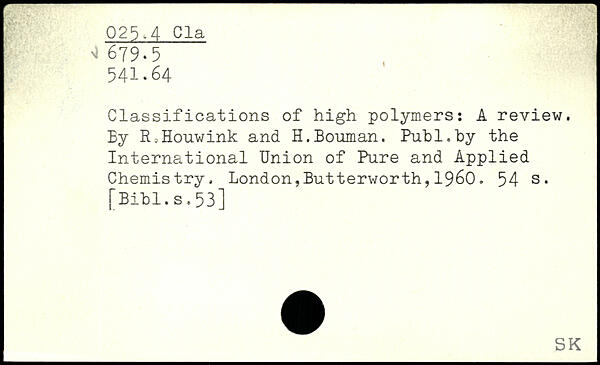 025.4 Cla
679.5
541.64
Classifications of high polymers: A review.
By R.Houwink and H.Bouman. Publ.by the
International Union of Pure and Applied
Chemistry. London,Butterworth,1960. 54 s.
[Bibl.s.53]
SK